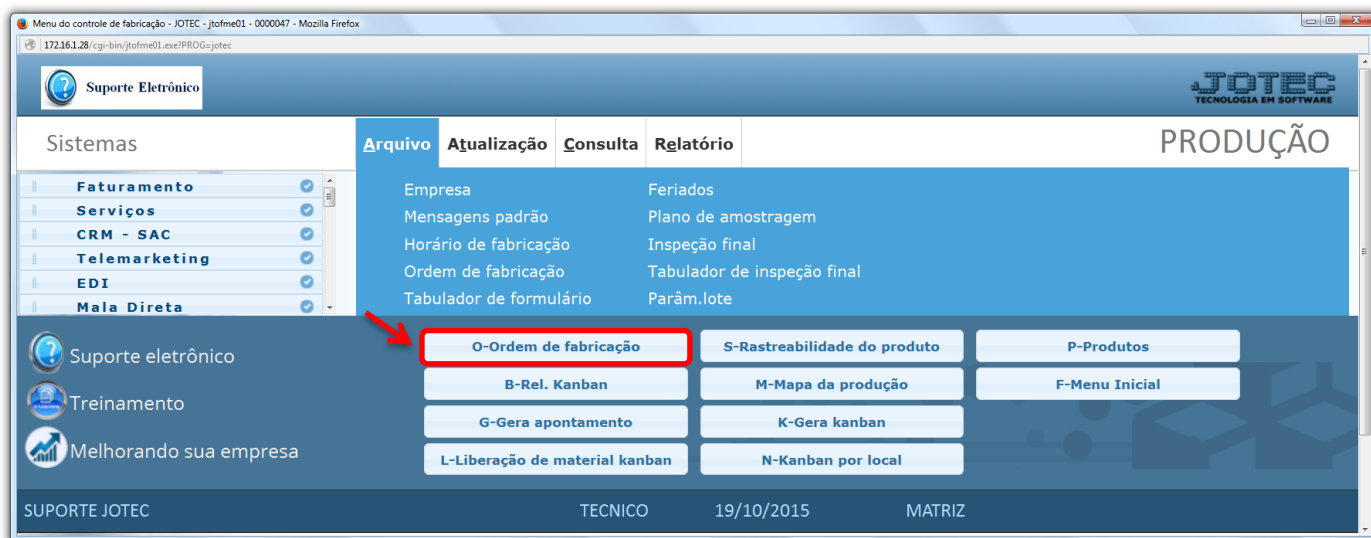 Menu do controle de fabricação - JOTEC - jtofme01 - 0000047 - Mozilla Firefox
172.16.1.28/cgi-bin/jtofme01.exe?PROG=jotec
Suporte Eletrônico
JOTEC
TECNOLOGIA EM SOFTWARE
Sistemas
Arquivo Atualização Consulta Relatório
PRODUÇÃO
Faturamento
Serviços
CRM - SAC
Telemarketing
EDI
Mala Direta
Empresa Feriados
Mensagens padrão Plano de amostragem
Horário de fabricação Inspeção final
Ordem de fabricação Tabulador de inspeção final
Tabulador de formulário Parâm.lote
Suporte eletrônico
Treinamento
Melhorando sua empresa
O-Ordem de fabricação S-Rastreabilidade do produto P-Produtos
B-Rel. Kanban M-Mapa da produção F-Menu Inicial
G-Gera apontamento K-Gera kanban
L-Liberação de material kanban N-Kanban por local
SUPORTE JOTEC TECNICO 19/10/2015 MATRIZ